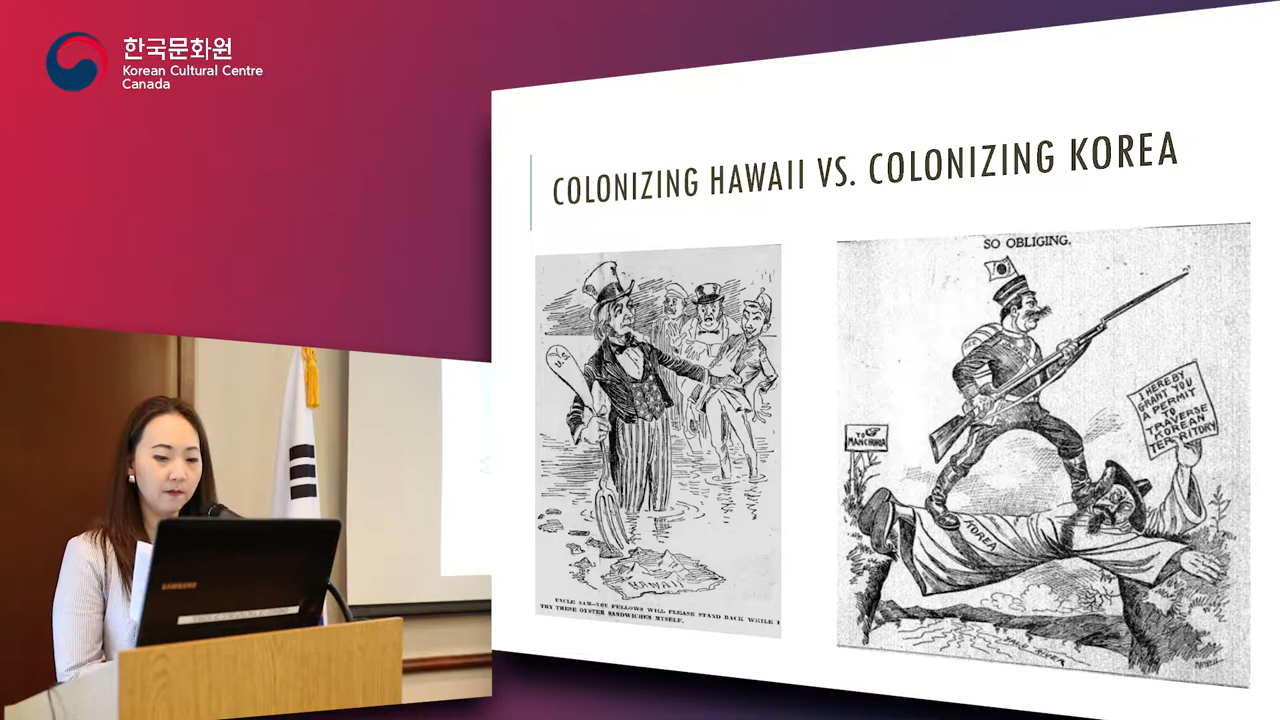 한국문화원
Korean Cultural Centre
Canada
COLONIZING HAWAII VS. COLONIZING KOREA
U.S.
HAWAII
UNCLE SAM—YOU FELLOWS WILL PLEASE STAND BACK WHILE I
TRY THESE OYSTER SANDWICHES MYSELF.
SO OBLIGING.
TO
MANCHURIA
I HEREBY
GRANT YOU
A PERMIT
TO
TRAVERSE
KOREAN
TERRITORY
KOREA
SAMSUNG